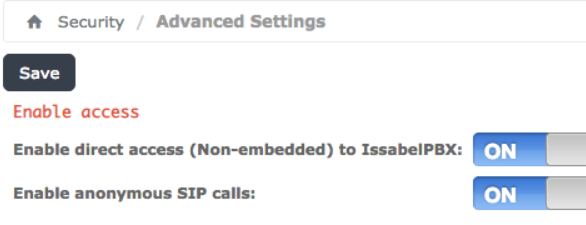 Security / Advanced Settings
Save
Enable access
Enable direct access (Non-embedded) to IssabelPBX: ON
Enable anonymous SIP calls: ON